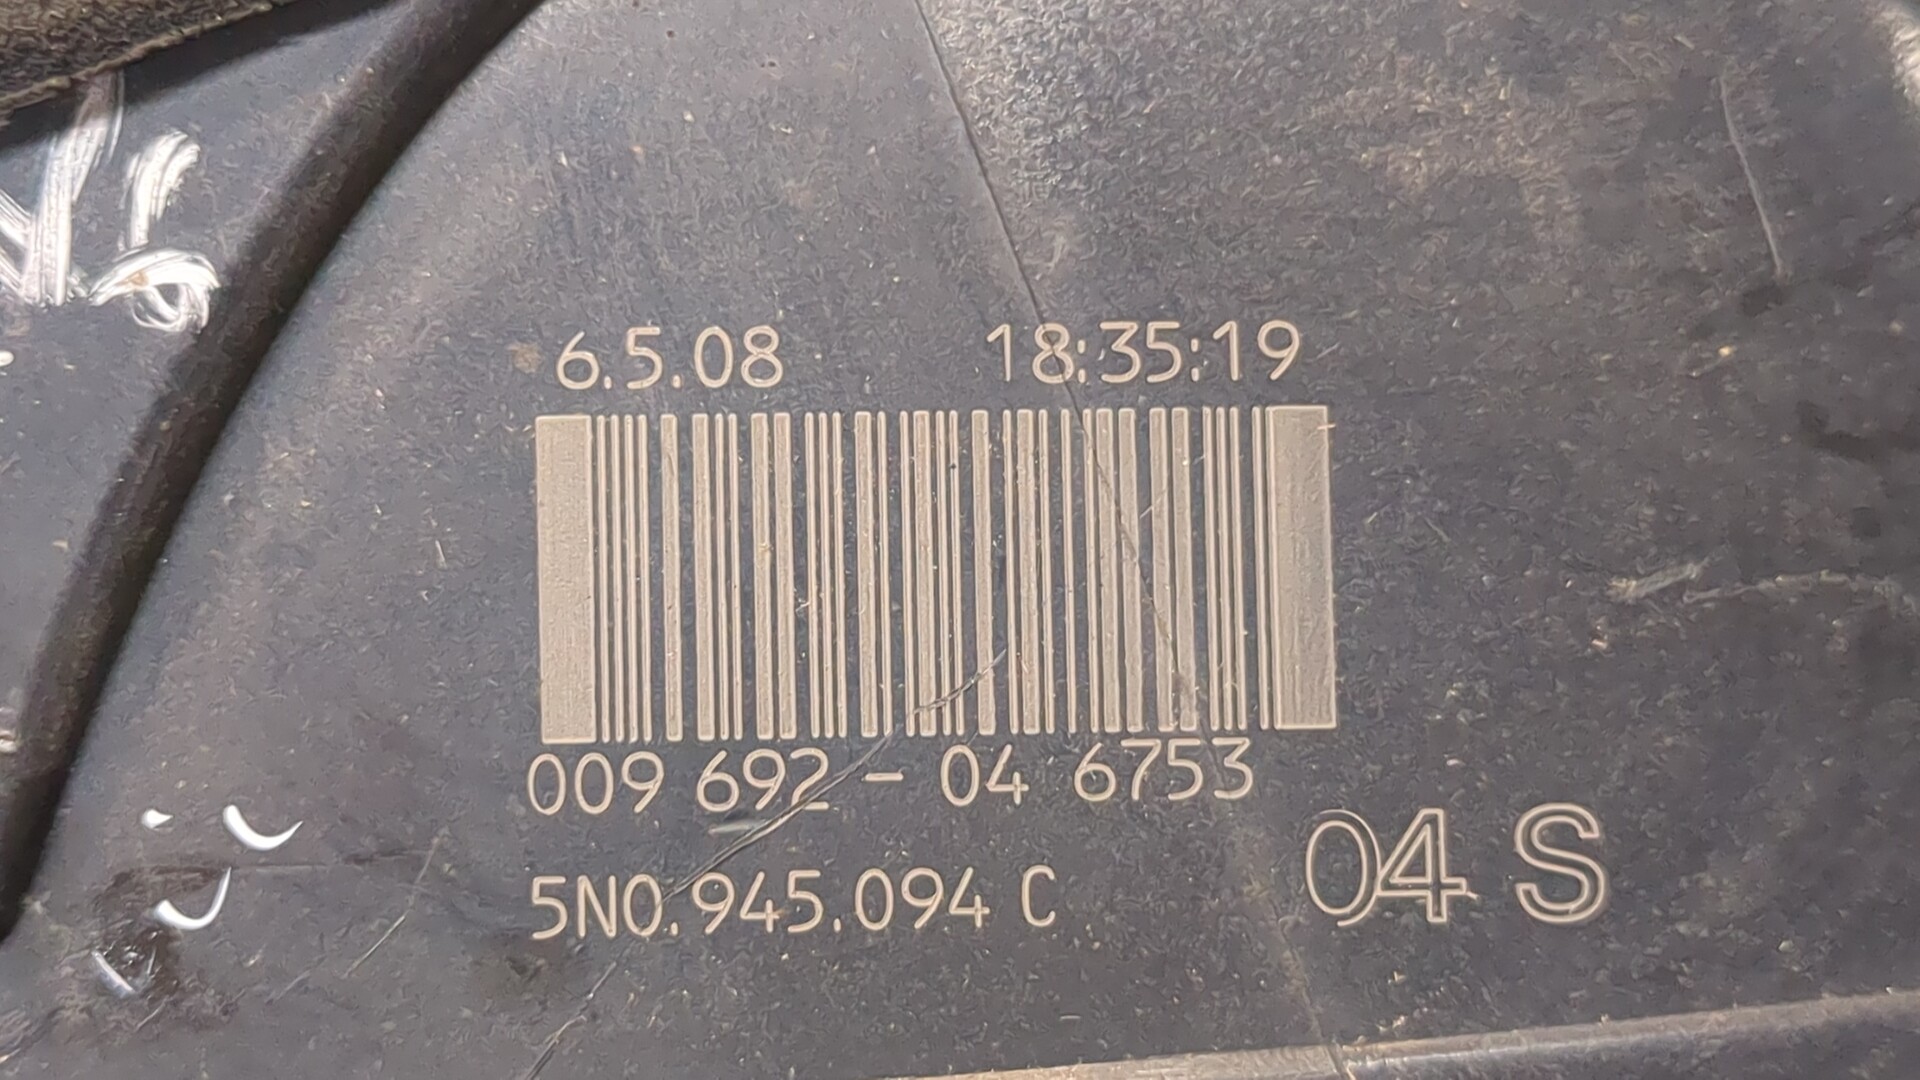 6.5.08 18:35:19
009 692 - 04 6753
04 S
5N0.945.094 C